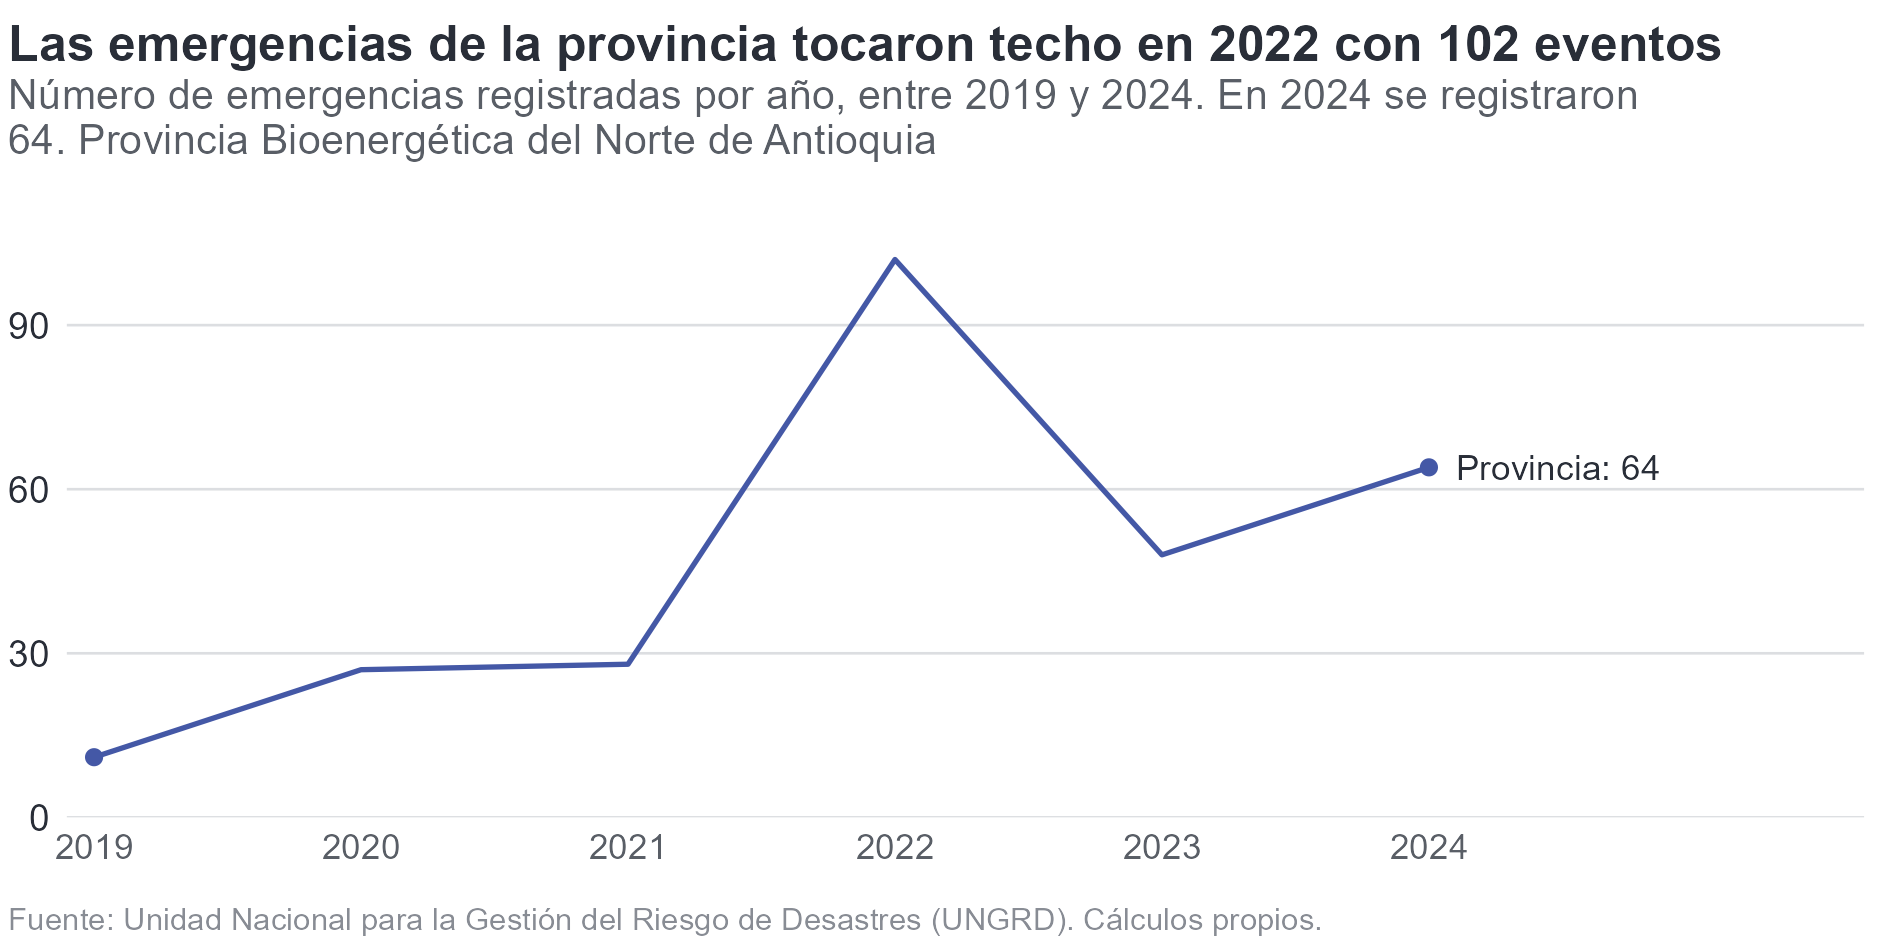 Las emergencias de la provincia tocaron techo en 2022 con 102 eventos
Número de emergencias registradas por año, entre 2019 y 2024. En 2024 se registraron
64. Provincia Bioenergética del Norte de Antioquia
90
60
30
0
Provincia: 64
2019 2020 2021 2022 2023 2024
Fuente: Unidad Nacional para la Gestión del Riesgo de Desastres (UNGRD). Cálculos propios.